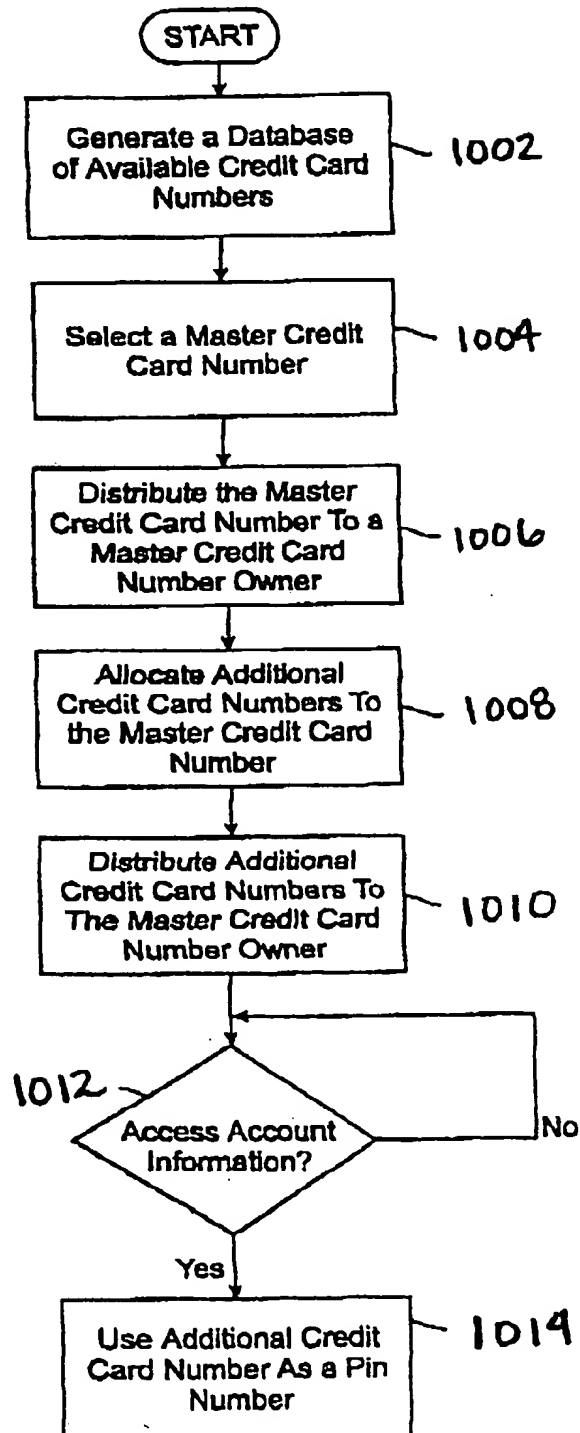 START
Generate a Database
of Available Credit Card
Numbers
1002
Select a Master Credit
Card Number
1004
Distribute the Master
Credit Card Number To a
Master Credit Card
Number Owner
1006
Allocate Additional
Credit Card Numbers To
the Master Credit Card
Number
1008
Distribute Additional
Credit Card Numbers To
The Master Credit Card
Number Owner
1010
1012
Access Account
Information?
No
Yes
Use Additional Credit
Card Number As a Pin
Number
1014